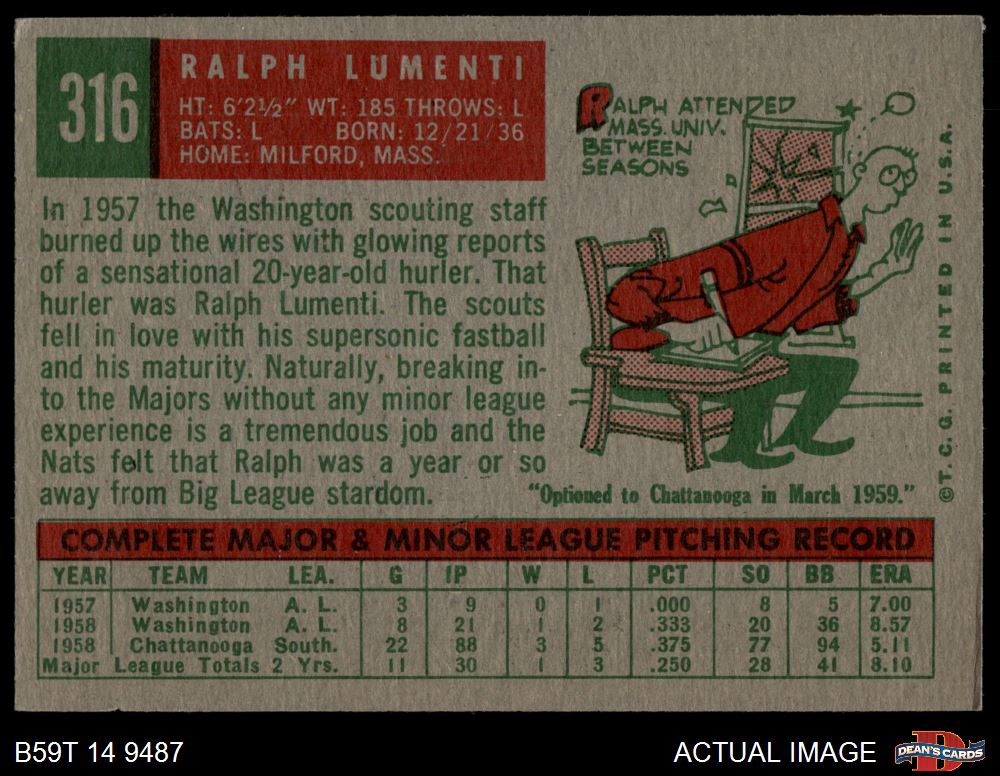 316
RALPH LUMENTI
HT: 6'2½" WT: 185 THROWS: L
BATS: L BORN: 12/21/36
HOME: MILFORD, MASS.
RALPH ATTENDED
MASS. UNIV.
BETWEEN
SEASONS
In 1957 the Washington scouting staff
burned up the wires with glowing reports
of a sensational 20-year-old hurler. That
hurler was Ralph Lumenti. The scouts
fell in love with his supersonic fastball
and his maturity. Naturally, breaking in-
to the Majors without any minor league
experience is a tremendous job and the
Nats felt that Ralph was a year or so
away from Big League stardom.
"Optioned to Chattanooga in March 1959."
©T. C. G. PRINTED IN U.S.A.
COMPLETE MAJOR & MINOR LEAGUE PITCHING RECORD
YEAR TEAM LEA. G IP W L PCT SO BB ERA
1957 Washington A. L. 3 9 0 1 .000 8 5 7.00
1958 Washington A. L. 8 21 1 2 .333 20 36 8.57
1958 Chattanooga South. 22 88 3 5 .375 77 94 5.11
Major League Totals 2 Yrs. 11 30 1 3 .250 28 41 8.10
B59T 14 9487
ACTUAL IMAGE
DEAN'S CARDS